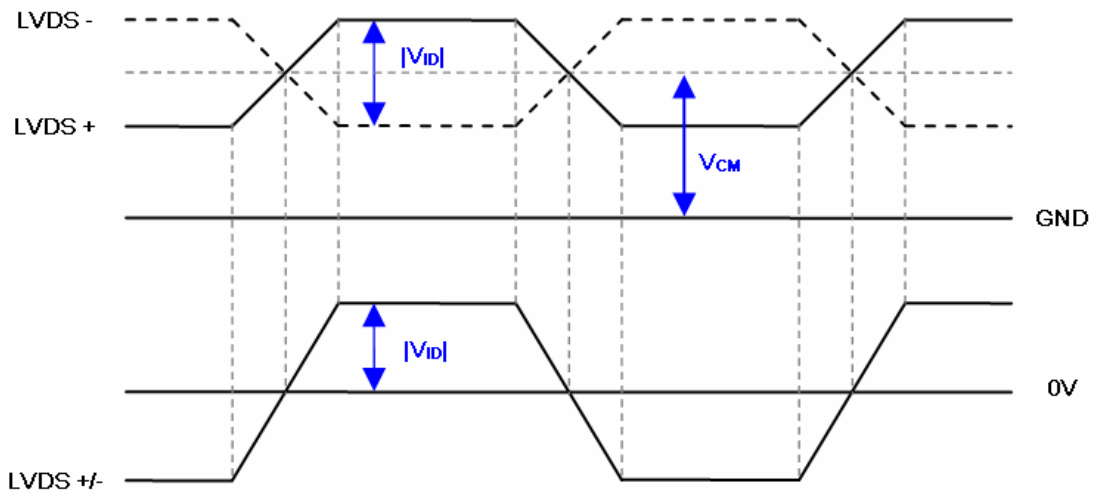 LVDS -
|VID|
LVDS +
VCM
GND
|VID|
0V
LVDS +/-